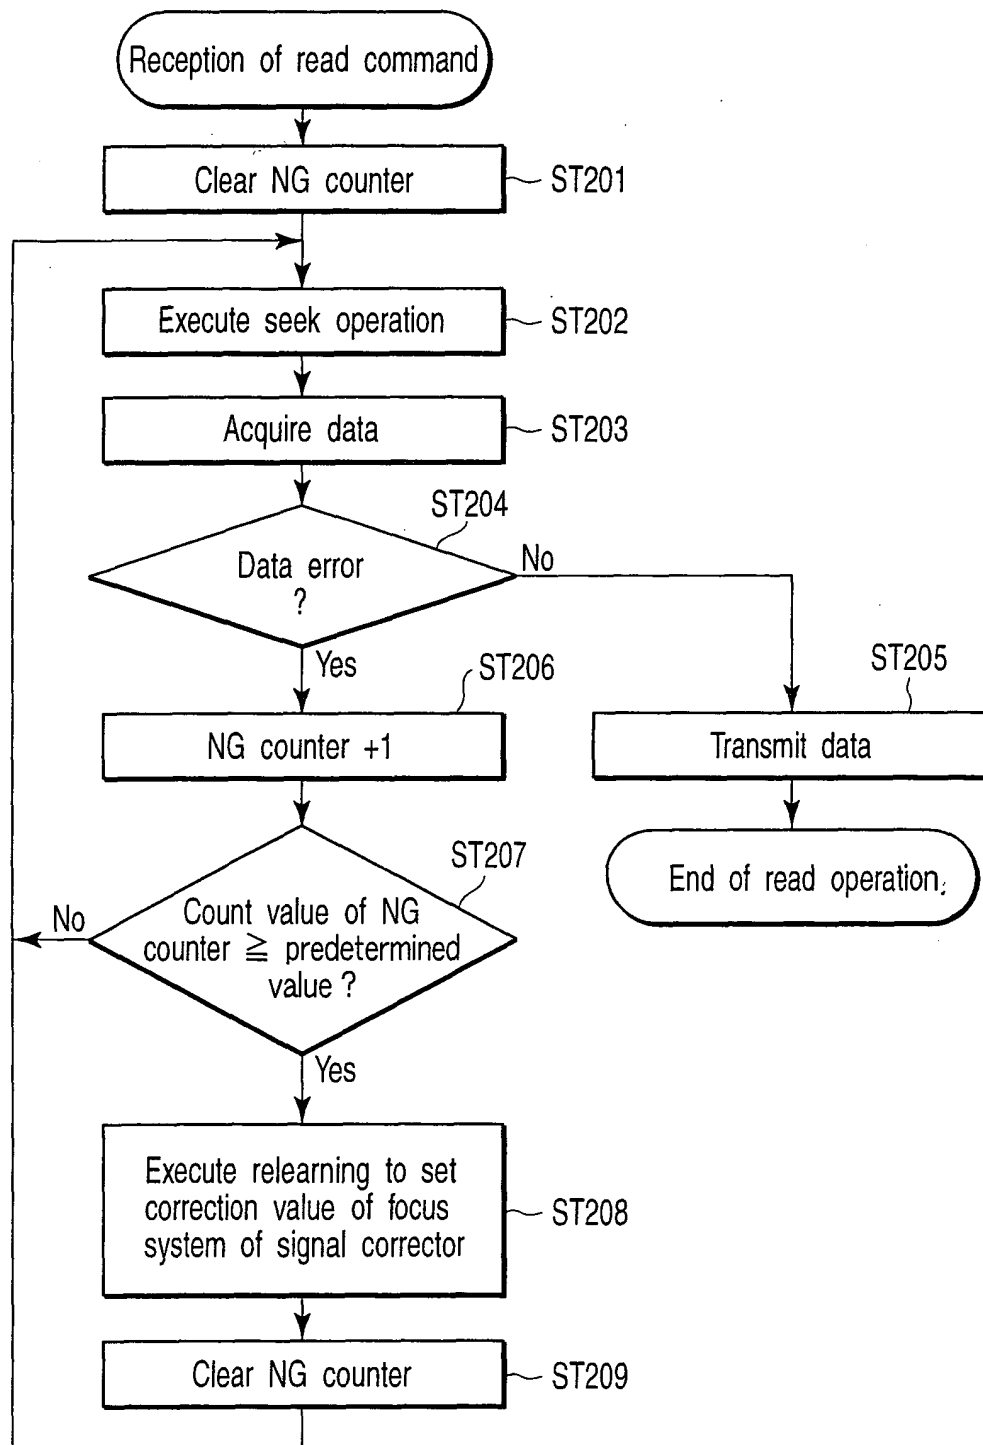 Reception of read command
Clear NG counter
ST201
Execute seek operation
ST202
Acquire data
ST203
ST204
Data error
?
No
Yes
ST206
ST205
NG counter +1
Transmit data
ST207
Count value of NG
counter ≧ predetermined
value ?
No
End of read operation
Yes
Execute relearning to set
correction value of focus
system of signal corrector
ST208
Clear NG counter
ST209